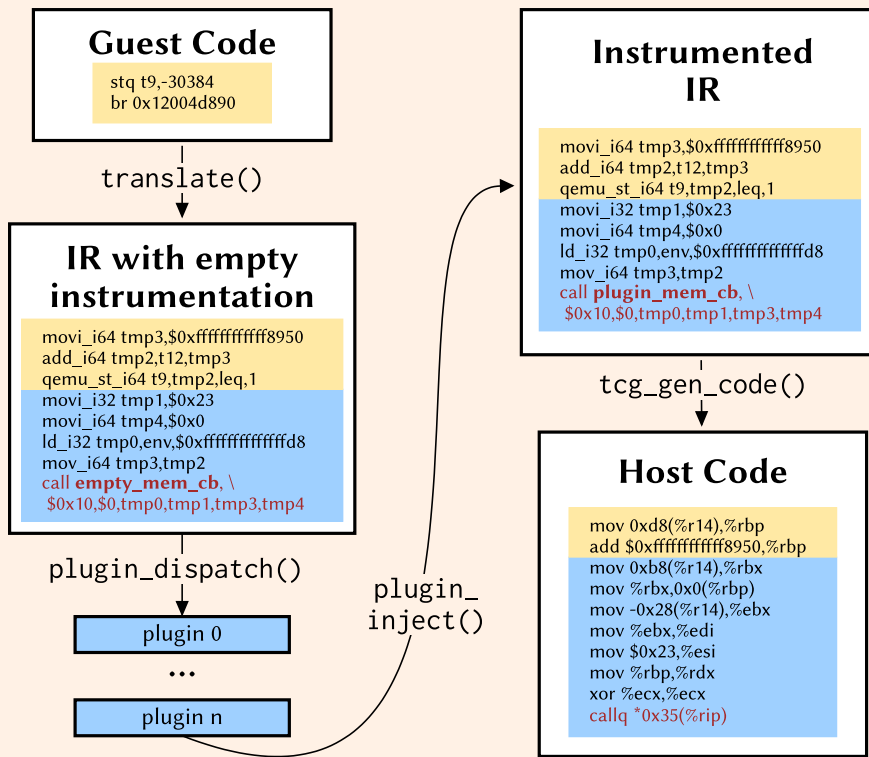 Guest Code
stq t9,-30384
br 0x12004d890
translate()
IR with empty
instrumentation
movi_i64 tmp3,$0xffffffffffff8950
add_i64 tmp2,t12,tmp3
qemu_st_i64 t9,tmp2,leq,1
movi_i32 tmp1,$0x23
movi_i64 tmp4,$0x0
ld_i32 tmp0,env,$0xffffffffffffffd8
mov_i64 tmp3,tmp2
call empty_mem_cb, \
$0x10,$0,tmp0,tmp1,tmp3,tmp4
plugin_dispatch()
plugin 0
...
plugin n
plugin_
inject()
Instrumented
IR
movi_i64 tmp3,$0xffffffffffff8950
add_i64 tmp2,t12,tmp3
qemu_st_i64 t9,tmp2,leq,1
movi_i32 tmp1,$0x23
movi_i64 tmp4,$0x0
ld_i32 tmp0,env,$0xffffffffffffffd8
mov_i64 tmp3,tmp2
call plugin_mem_cb, \
$0x10,$0,tmp0,tmp1,tmp3,tmp4
tcg_gen_code()
Host Code
mov 0xd8(%r14),%rbp
add $0xffffffffffff8950,%rbp
mov 0xb8(%r14),%rbx
mov %rbx,0x0(%rbp)
mov -0x28(%r14),%ebx
mov %ebx,%edi
mov $0x23,%esi
mov %rbp,%rdx
xor %ecx,%ecx
callq *0x35(%rip)